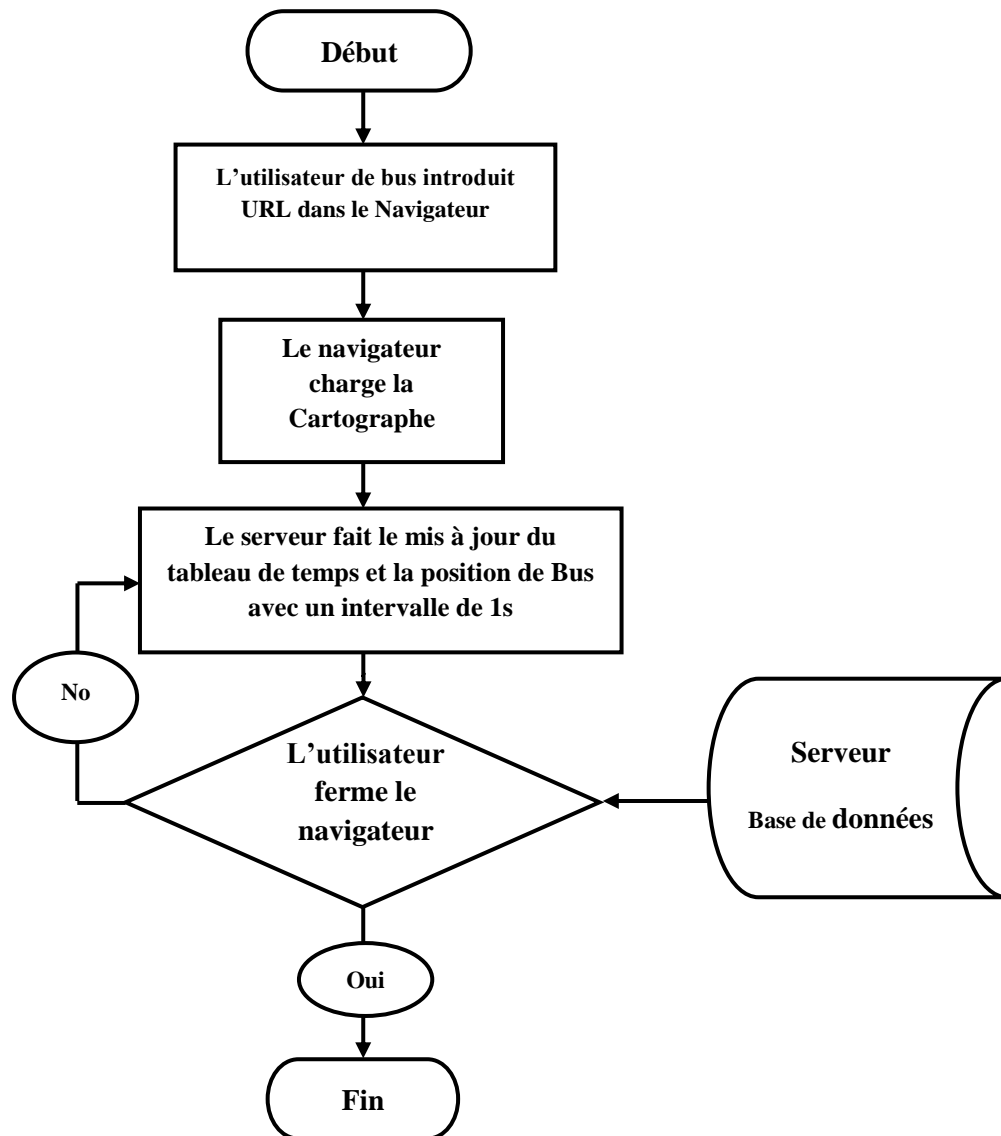 Début
L’utilisateur de bus introduit
URL dans le Navigateur
Le navigateur
charge la
Cartographe
Le serveur fait le mis à jour du
tableau de temps et la position de Bus
avec un intervalle de 1s
No
L’utilisateur
ferme le
navigateur
Serveur
Base de données
Oui
Fin